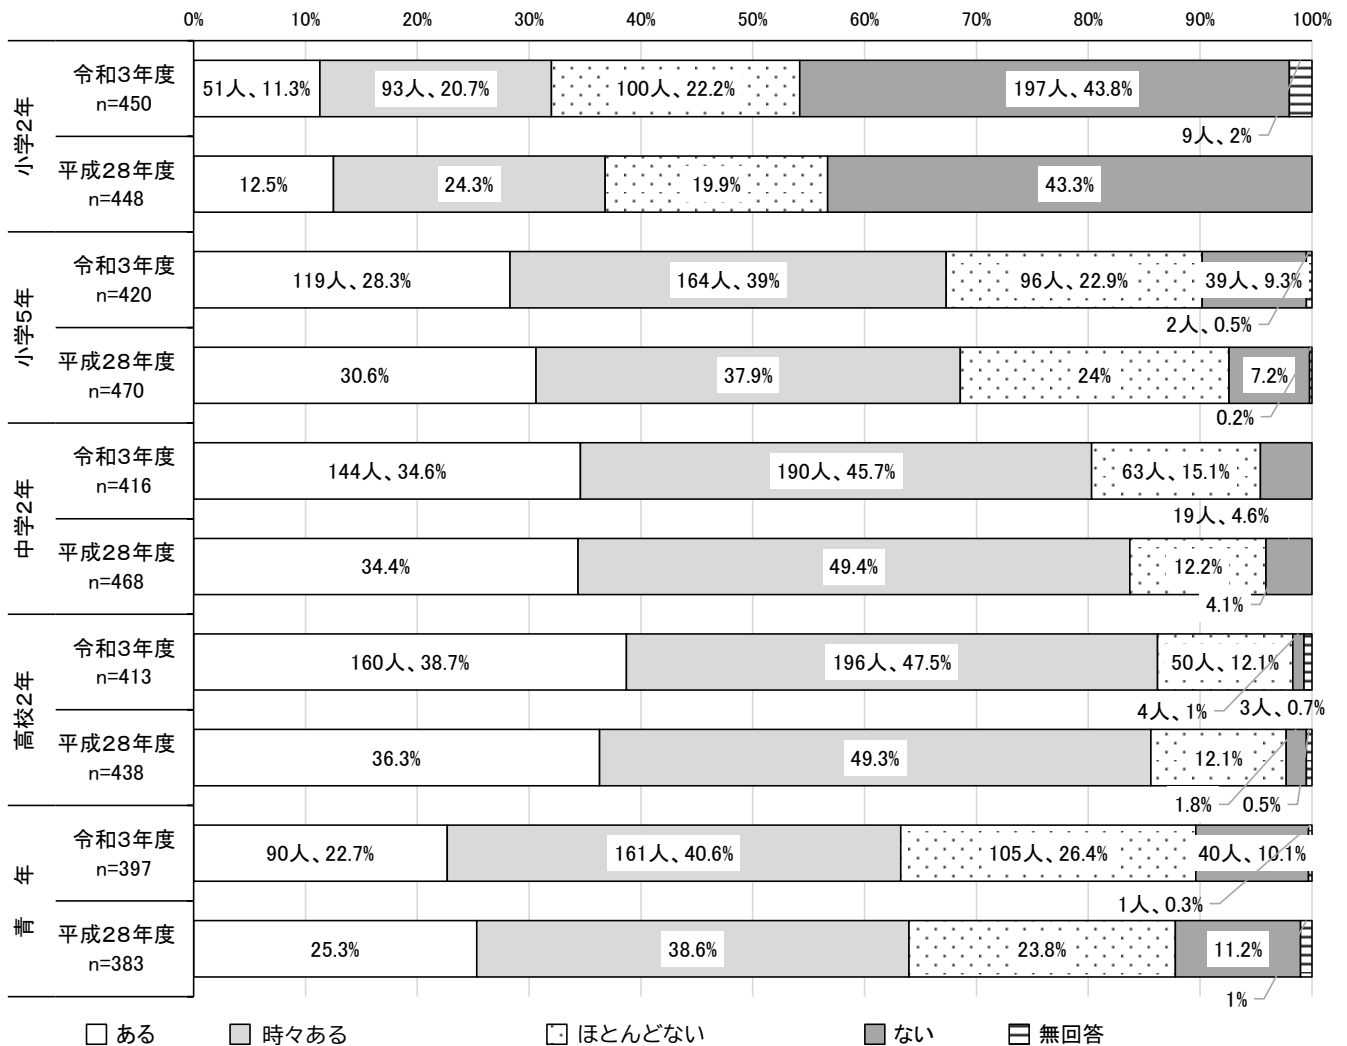 0% 10% 20% 30% 40% 50% 60% 70% 80% 90% 100%
小学2年
令和3年度
n=450
51人、11.3% 93人、20.7% 100人、22.2% 197人、43.8%
9人、2%
平成28年度
n=448
12.5% 24.3% 19.9% 43.3%
小学5年
令和3年度
n=420
119人、28.3% 164人、39% 96人、22.9% 39人、9.3%
2人、0.5%
平成28年度
n=470
30.6% 37.9% 24% 7.2%
0.2%
中学2年
令和3年度
n=416
144人、34.6% 190人、45.7% 63人、15.1%
19人、4.6%
平成28年度
n=468
34.4% 49.4% 12.2%
4.1%
高校2年
令和3年度
n=413
160人、38.7% 196人、47.5% 50人、12.1%
4人、1% 3人、0.7%
平成28年度
n=438
36.3% 49.3% 12.1%
1.8% 0.5%
青 年
令和3年度
n=397
90人、22.7% 161人、40.6% 105人、26.4% 40人、10.1%
1人、0.3%
平成28年度
n=383
25.3% 38.6% 23.8% 11.2%
1%
ある 時々ある ほとんどない ない 無回答